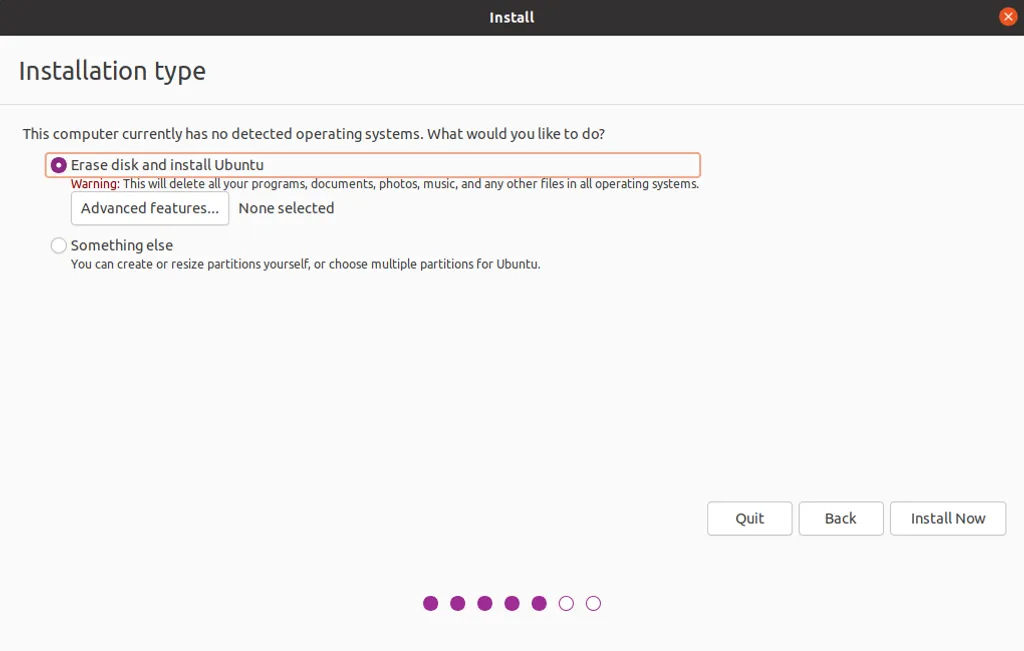 Install
Installation type
This computer currently has no detected operating systems. What would you like to do?
Erase disk and install Ubuntu
Warning: This will delete all your programs, documents, photos, music, and any other files in all operating systems.
Advanced features... None selected
Something else
You can create or resize partitions yourself, or choose multiple partitions for Ubuntu.
Quit Back Install Now